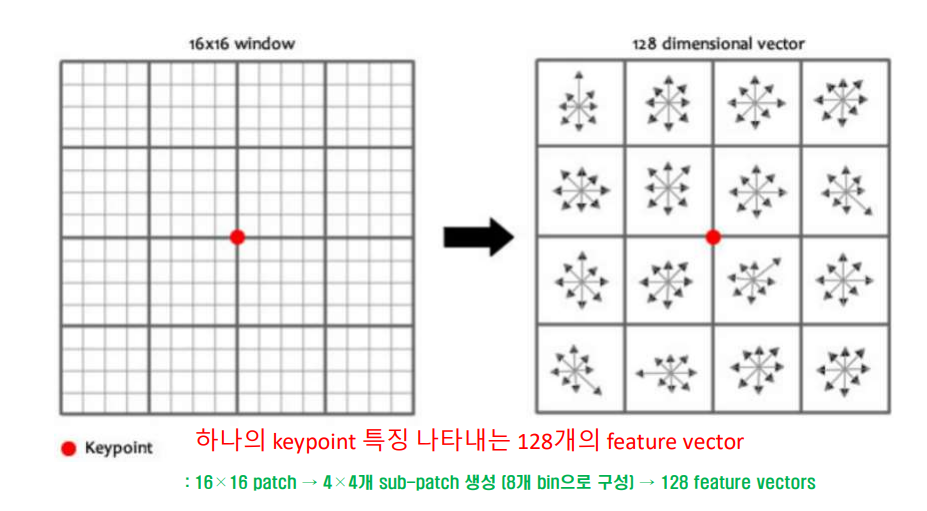 16x16 window
128 dimensional vector
Keypoint
하나의 keypoint 특징 나타내는 128개의 feature vector
: 16×16 patch → 4×4개 sub-patch 생성 (8개 bin으로 구성) → 128 feature vectors